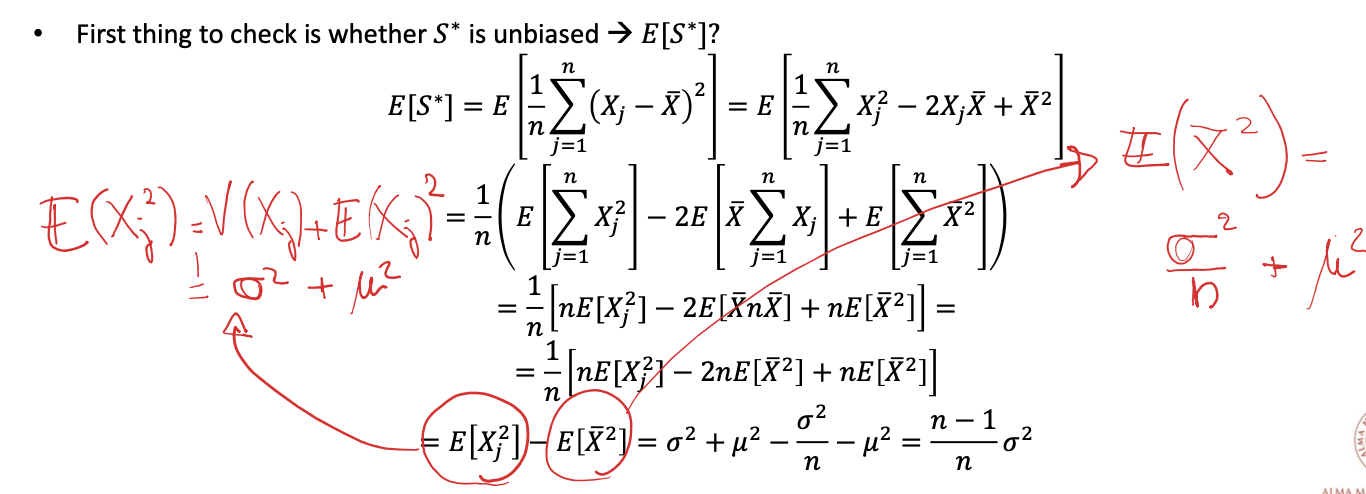 • First thing to check is whether S* is unbiased → E[S*]?
E[S*] = E[1/n ∑_{j=1}^{n} (X_j − X̄)²] = E[1/n ∑_{j=1}^{n} X_j² − 2X_jX̄ + X̄²]
E(X̄²) =
σ²/n + μ²
E(X_j²) = V(X_j) + E(X_j)²
= σ² + μ²
= 1/n (E[∑_{j=1}^{n} X_j²] − 2E[X̄ ∑_{j=1}^{n} X_j] + E[∑_{j=1}^{n} X̄²])
= 1/n [nE[X_j²] − 2E[X̄nX̄] + nE[X̄²]] =
= 1/n [nE[X_j²] − 2nE[X̄²] + nE[X̄²]]
= E[X_j²] − E[X̄²] = σ² + μ² − σ²/n − μ² = (n − 1)/n σ²